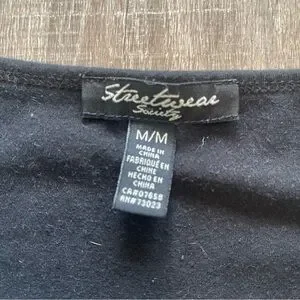 Streetwear
Society
M/M
MADE IN
CHINA
FABRIQUÉ EN
CHINE
HECHO EN
CHINA
CA#07658
RN#73023